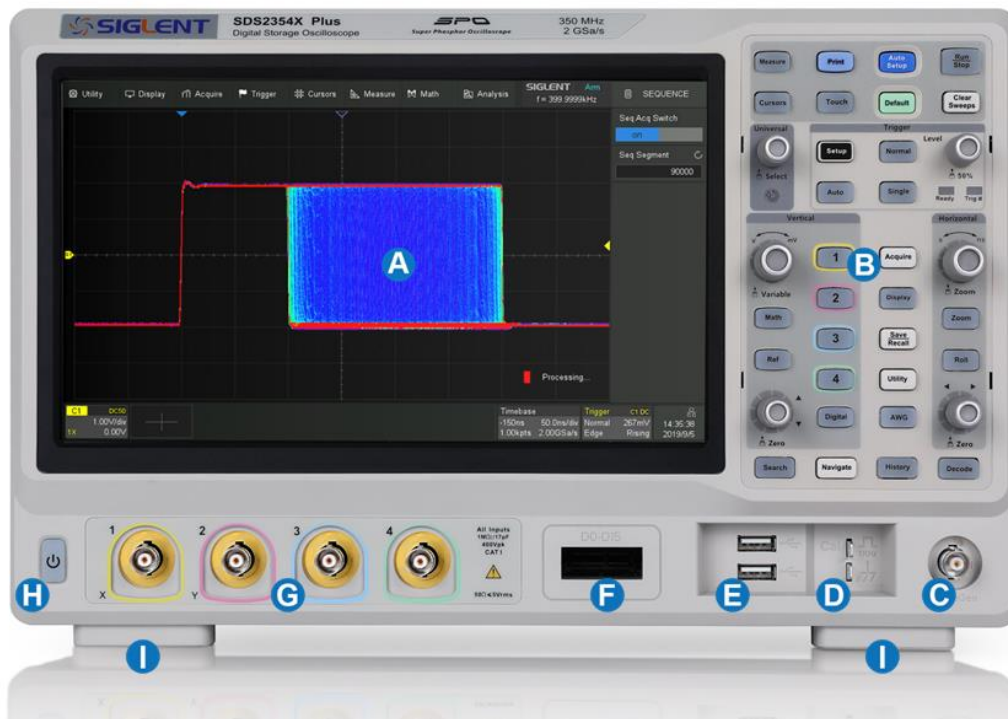 SIGLENT
SDS2354X Plus
Digital Storage Oscilloscope
SPO
Super Phosphor Oscilloscope
350 MHz
2 GSa/s
Utility
Display
Acquire
Trigger
Cursors
Measure
Math
Analysis
SIGLENT Arm
f = 399.9999kHz
SEQUENCE
Seq Acq Switch
on
Seq Segment
90000
A
Processing...
C1 DC50
1.00V/div
1X 0.00V
Timebase
-150ns 50.0ns/div
1.00kpts 2.00GSa/s
Trigger C1 DC
Normal 267mV
Edge Rising
14:35:38
2019/9/5
Measure
Print
Auto
Setup
Run
Stop
Cursors
Touch
Default
Clear
Sweeps
Universal
Select
Trigger
Setup
Normal
Level
50%
Auto
Single
Ready
Trig'd
Vertical
Horizontal
V mV
S nS
Variable
Zoom
1
B
Acquire
2
Display
Math
Zoom
3
Save
Recall
Ref
Roll
4
Utility
Zero
Digital
AWG
Zero
Search
Navigate
History
Decode
H
1
2
3
4
X
Y
G
All Inputs
1MΩ//17pF
400Vpk
CAT I
50Ω≤5Vrms
D0-D15
F
E
Cal
D
C
I
I